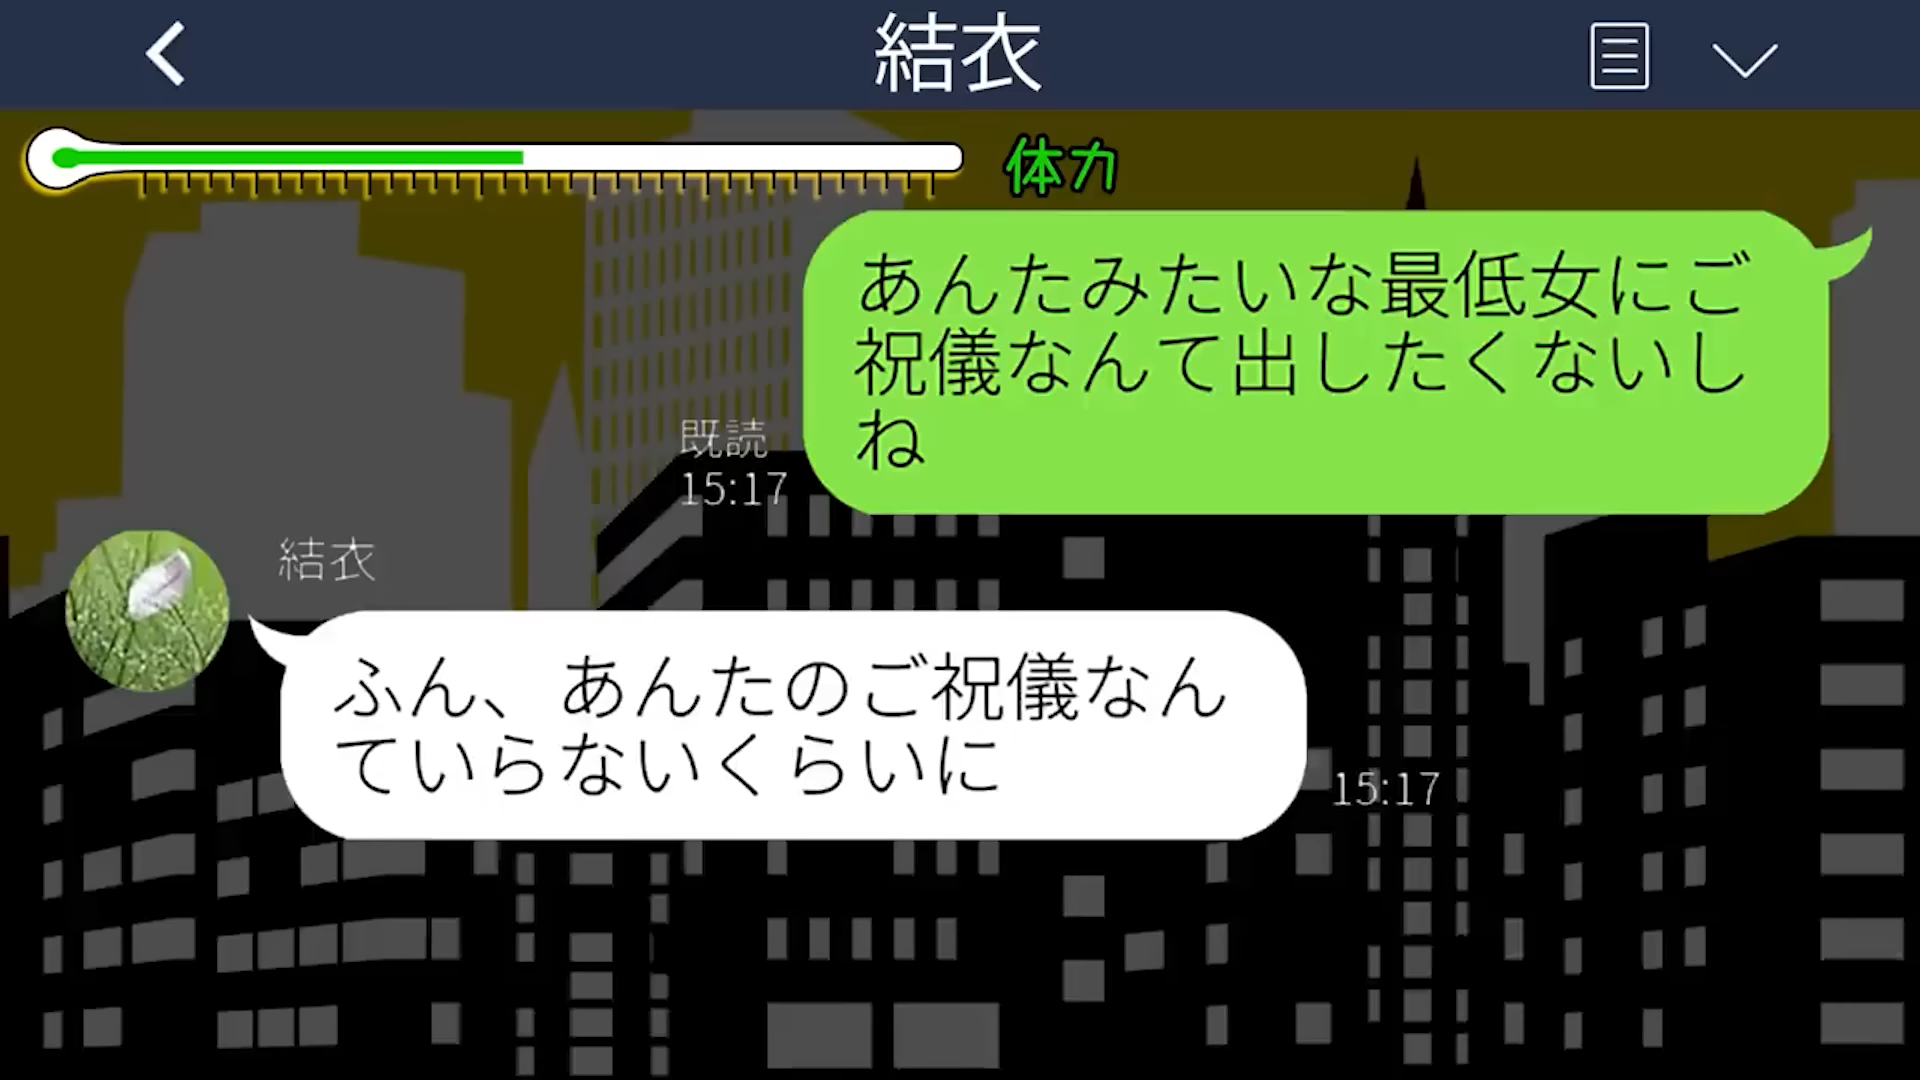 結衣
体力
あんたみたいな最低女にご
祝儀なんて出したくないし
ね
既読
15:17
結衣
ふん、あんたのご祝儀なん
ていらないくらいに
15:17